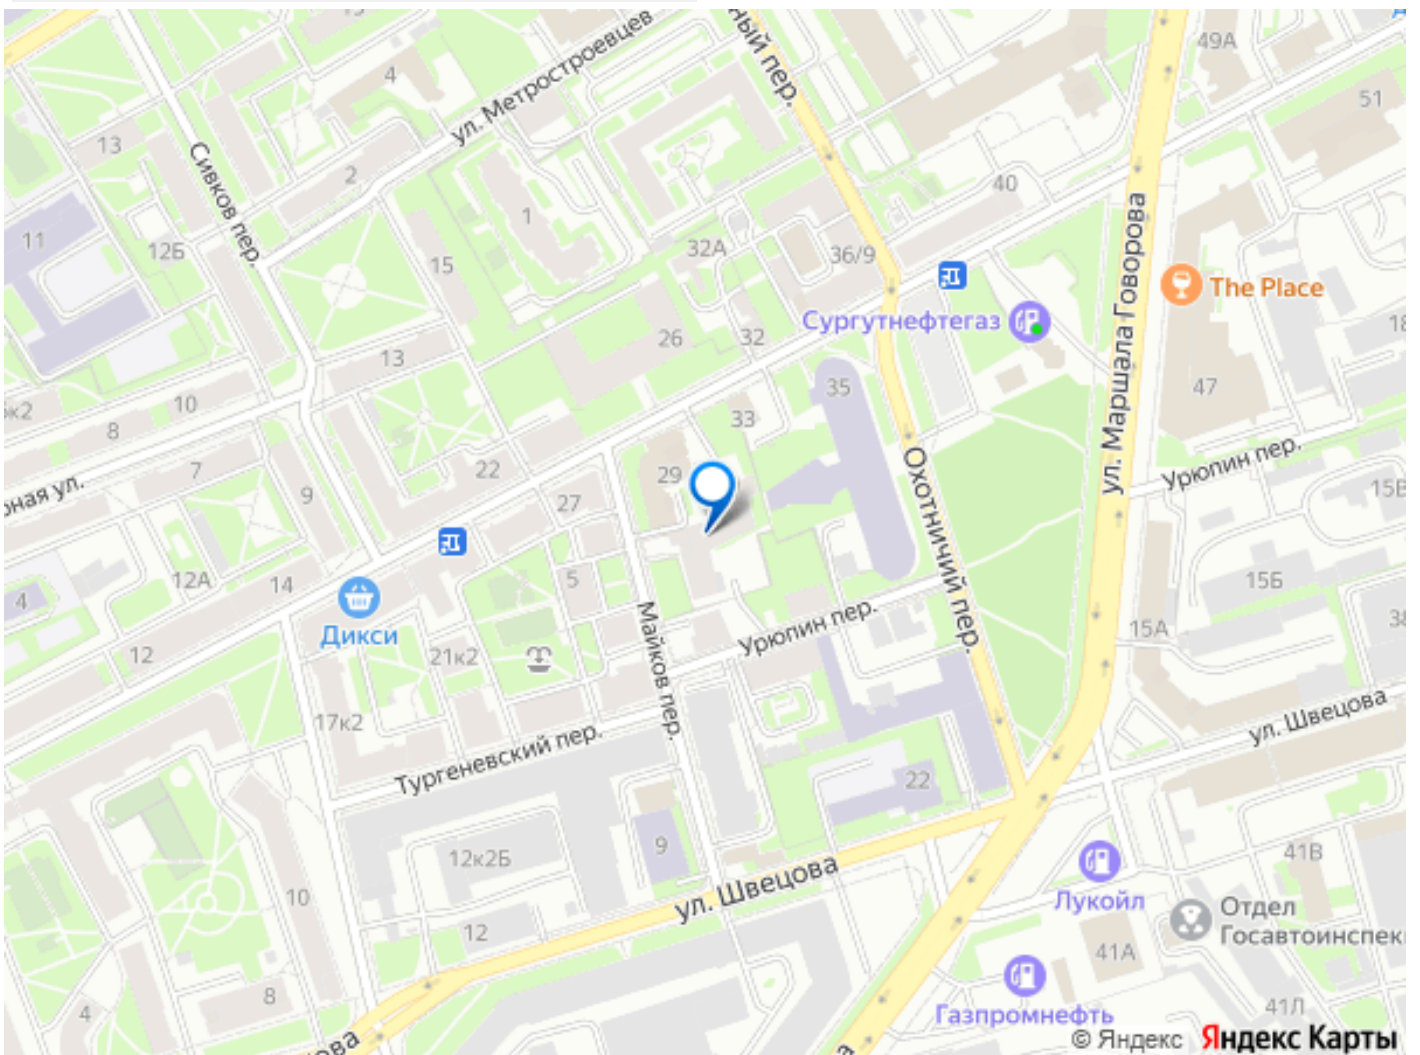 ный пер.
49А
4
ул. Метростроевцев
51
13
Сивков пер.
2
40
11
1
12Б
32А
36/9
15
ул. Маршала Говорова
The Place
Сургутнефтегаз
26
32
18
13
35
47
к2
10
33
8
Охотничий пер.
Урюпин пер.
7
22
29
рная ул.
9
27
15В
12А
14
5
15Б
4
Дикси
Майков пер.
Урюпин пер.
15А
38
12
21к2
17к2
ул. Швецова
Тургеневский пер.
22
9
12к2Б
41В
ул. Швецова
10
Лукойл
Отдел
Госавтоинспек
12
41А
8
4
Газпромнефть
41Л
ова
а
© Яндекс Яндекс Карты